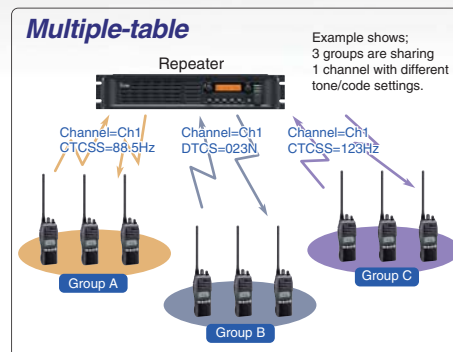 Multiple-table
Example shows;
3 groups are sharing
1 channel with different
tone/code settings.
Repeater
Channel=Ch1
CTCSS=88.5Hz
Channel=Ch1
DTCS=023N
Channel=Ch1
CTCSS=123Hz
Group A
Group B
Group C